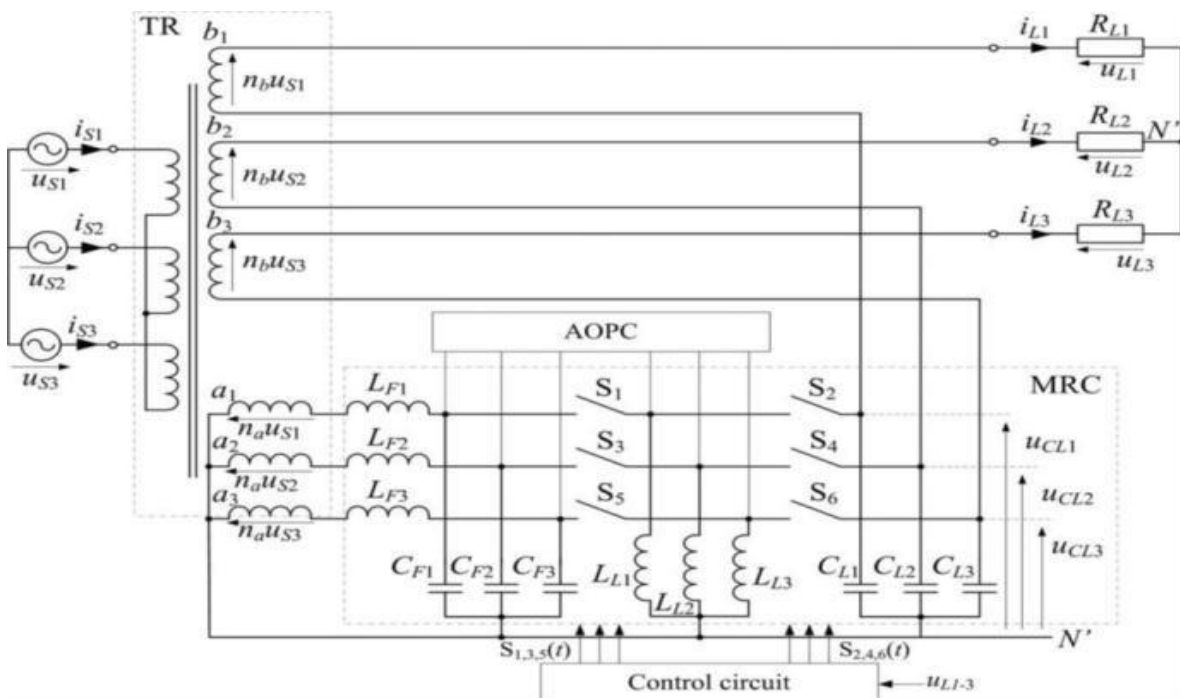 TR
b1
nbuS1
iL1
RL1
uL1
b2
nbuS2
iL2
RL2
N'
uL2
b3
nbuS3
iL3
RL3
uL3
iS1
uS1
iS2
uS2
iS3
uS3
AOPC
MRC
a1
LF1
S1
S2
nauS1
uCL1
a2
LF2
S3
S4
nauS2
uCL2
a3
LF3
S5
S6
nauS3
uCL3
CF1
CF2
CF3
LL1
LL2
LL3
CL1
CL2
CL3
N'
S1,3,5(t)
S2,4,6(t)
Control circuit
uL1-3